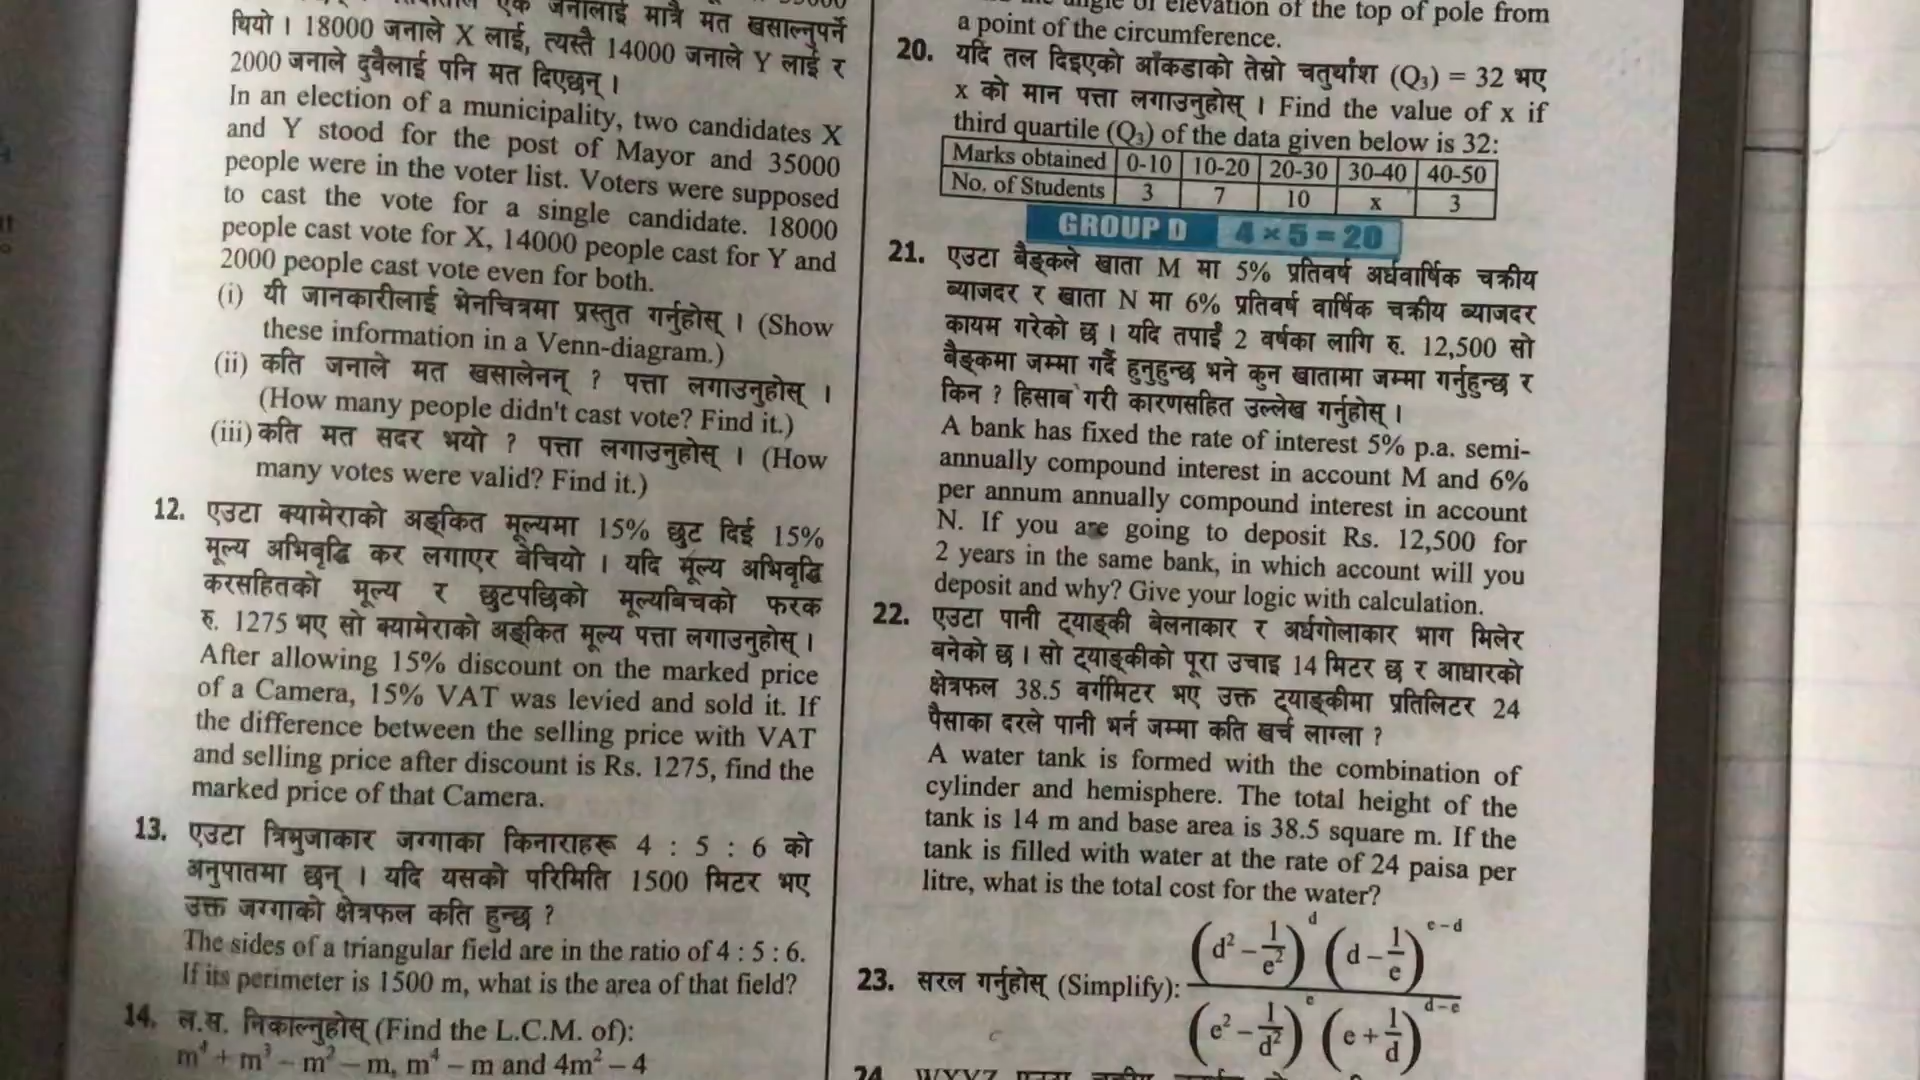 एक जनालाई मात्रै मत खसाल्नुपर्ने
थियो । 18000 जनाले X लाई, त्यस्तै 14000 जनाले Y लाई र
2000 जनाले दुवैलाई पनि मत दिएछन् ।
In an election of a municipality, two candidates X
and Y stood for the post of Mayor and 35000
people were in the voter list. Voters were supposed
to cast the vote for a single candidate. 18000
people cast vote for X, 14000 people cast for Y and
2000 people cast vote even for both.
(i) यी जानकारीलाई भेनचित्रमा प्रस्तुत गर्नुहोस् । (Show
these information in a Venn-diagram.)
(ii) कति जनाले मत खसालेनन् ? पत्ता लगाउनुहोस् ।
(How many people didn't cast vote? Find it.)
(iii) कति मत सदर भयो ? पत्ता लगाउनुहोस् । (How
many votes were valid? Find it.)
12. एउटा क्यामेराको अङ्कित मूल्यमा 15% छुट दिई 15%
मूल्य अभिवृद्धि कर लगाएर बेचियो । यदि मूल्य अभिवृद्धि
करसहितको मूल्य र छुटपछिको मूल्यबिचको फरक
रु. 1275 भए सो क्यामेराको अङ्कित मूल्य पत्ता लगाउनुहोस् ।
After allowing 15% discount on the marked price
of a Camera, 15% VAT was levied and sold it. If
the difference between the selling price with VAT
and selling price after discount is Rs. 1275, find the
marked price of that Camera.
13. एउटा त्रिभुजाकार जग्गाका किनाराहरू 4 : 5 : 6 को
अनुपातमा छन् । यदि यसको परिमिति 1500 मिटर भए
उक्त जग्गाको क्षेत्रफल कति हुन्छ ?
The sides of a triangular field are in the ratio of 4 : 5 : 6.
If its perimeter is 1500 m, what is the area of that field?
14. ल.स. निकाल्नुहोस् (Find the L.C.M. of):
m⁴ + m³ – m² – m, m⁴ – m and 4m² – 4
angle of elevation of the top of pole from
a point of the circumference.
20. यदि तल दिइएको आँकडाको तेस्रो चतुर्थांश (Q₃) = 32 भए
x को मान पत्ता लगाउनुहोस् । Find the value of x if
third quartile (Q₃) of the data given below is 32:
Marks obtained 0-10 10-20 20-30 30-40 40-50
No. of Students 3 7 10 x 3
GROUP D 4 × 5 = 20
21. एउटा बैङ्कले खाता M मा 5% प्रतिवर्ष अर्धवार्षिक चक्रीय
ब्याजदर र खाता N मा 6% प्रतिवर्ष वार्षिक चक्रीय ब्याजदर
कायम गरेको छ । यदि तपाईं 2 वर्षका लागि रु. 12,500 सो
बैङ्कमा जम्मा गर्दै हुनुहुन्छ भने कुन खातामा जम्मा गर्नुहुन्छ र
किन ? हिसाब गरी कारणसहित उल्लेख गर्नुहोस् ।
A bank has fixed the rate of interest 5% p.a. semi-
annually compound interest in account M and 6%
per annum annually compound interest in account
N. If you are going to deposit Rs. 12,500 for
2 years in the same bank, in which account will you
deposit and why? Give your logic with calculation.
22. एउटा पानी ट्याङ्की बेलनाकार र अर्धगोलाकार भाग मिलेर
बनेको छ । सो ट्याङ्कीको पूरा उचाइ 14 मिटर छ र आधारको
क्षेत्रफल 38.5 वर्गमिटर भए उक्त ट्याङ्कीमा प्रतिलिटर 24
पैसाका दरले पानी भर्न जम्मा कति खर्च लाग्ला ?
A water tank is formed with the combination of
cylinder and hemisphere. The total height of the
tank is 14 m and base area is 38.5 square m. If the
tank is filled with water at the rate of 24 paisa per
litre, what is the total cost for the water?
(d² – 1/e²)^d (d – 1/e)^(e – d)
23. सरल गर्नुहोस् (Simplify):
(e² – 1/d²)^e (e + 1/d)^(d – e)
24. WXYZ एउटा चक्रीय